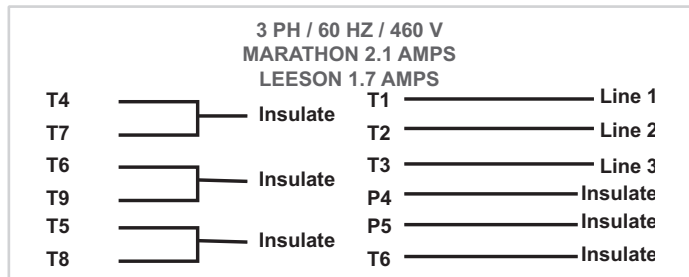 3 PH / 60 HZ / 460 V
MARATHON 2.1 AMPS
LEESON 1.7 AMPS
T4
T7
Insulate
T6
T9
Insulate
T5
T8
Insulate
T1 Line 1
T2 Line 2
T3 Line 3
P4 Insulate
P5 Insulate
T6 Insulate